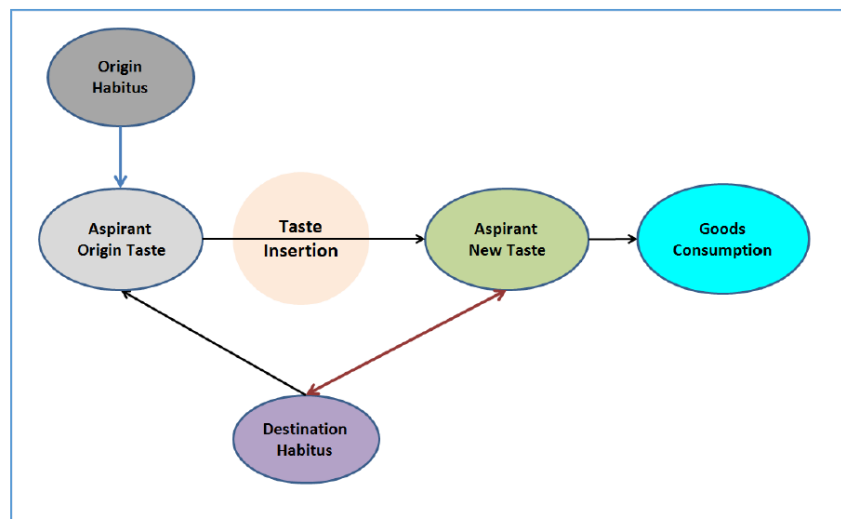 Origin
Habitus
Aspirant
Origin Taste
Taste
Insertion
Aspirant
New Taste
Goods
Consumption
Destination
Habitus